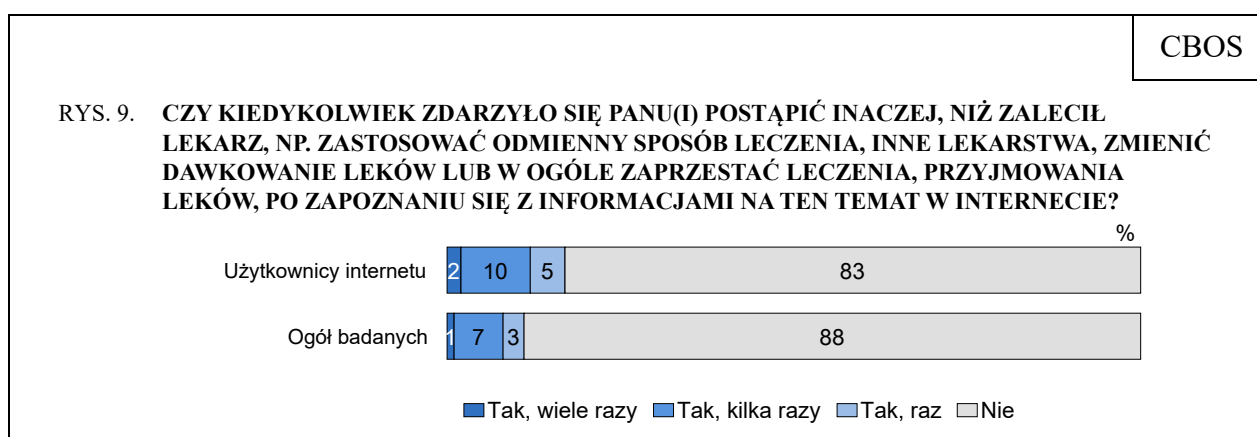 CBOS
RYS. 9. CZY KIEDYKOLWIEK ZDARZYŁO SIĘ PANU(I) POSTĄPIĆ INACZEJ, NIŻ ZALECIŁ
LEKARZ, NP. ZASTOSOWAĆ ODMIENNY SPOSÓB LECZENIA, INNE LEKARSTWA, ZMIENIĆ
DAWKOWANIE LEKÓW LUB W OGÓLE ZAPRZESTAĆ LECZENIA, PRZYJMOWANIA
LEKÓW, PO ZAPOZNANIU SIĘ Z INFORMACJAMI NA TEN TEMAT W INTERNECIE?
%
Użytkownicy internetu 2 10 5 83
Ogół badanych 1 7 3 88
Tak, wiele razy Tak, kilka razy Tak, raz Nie